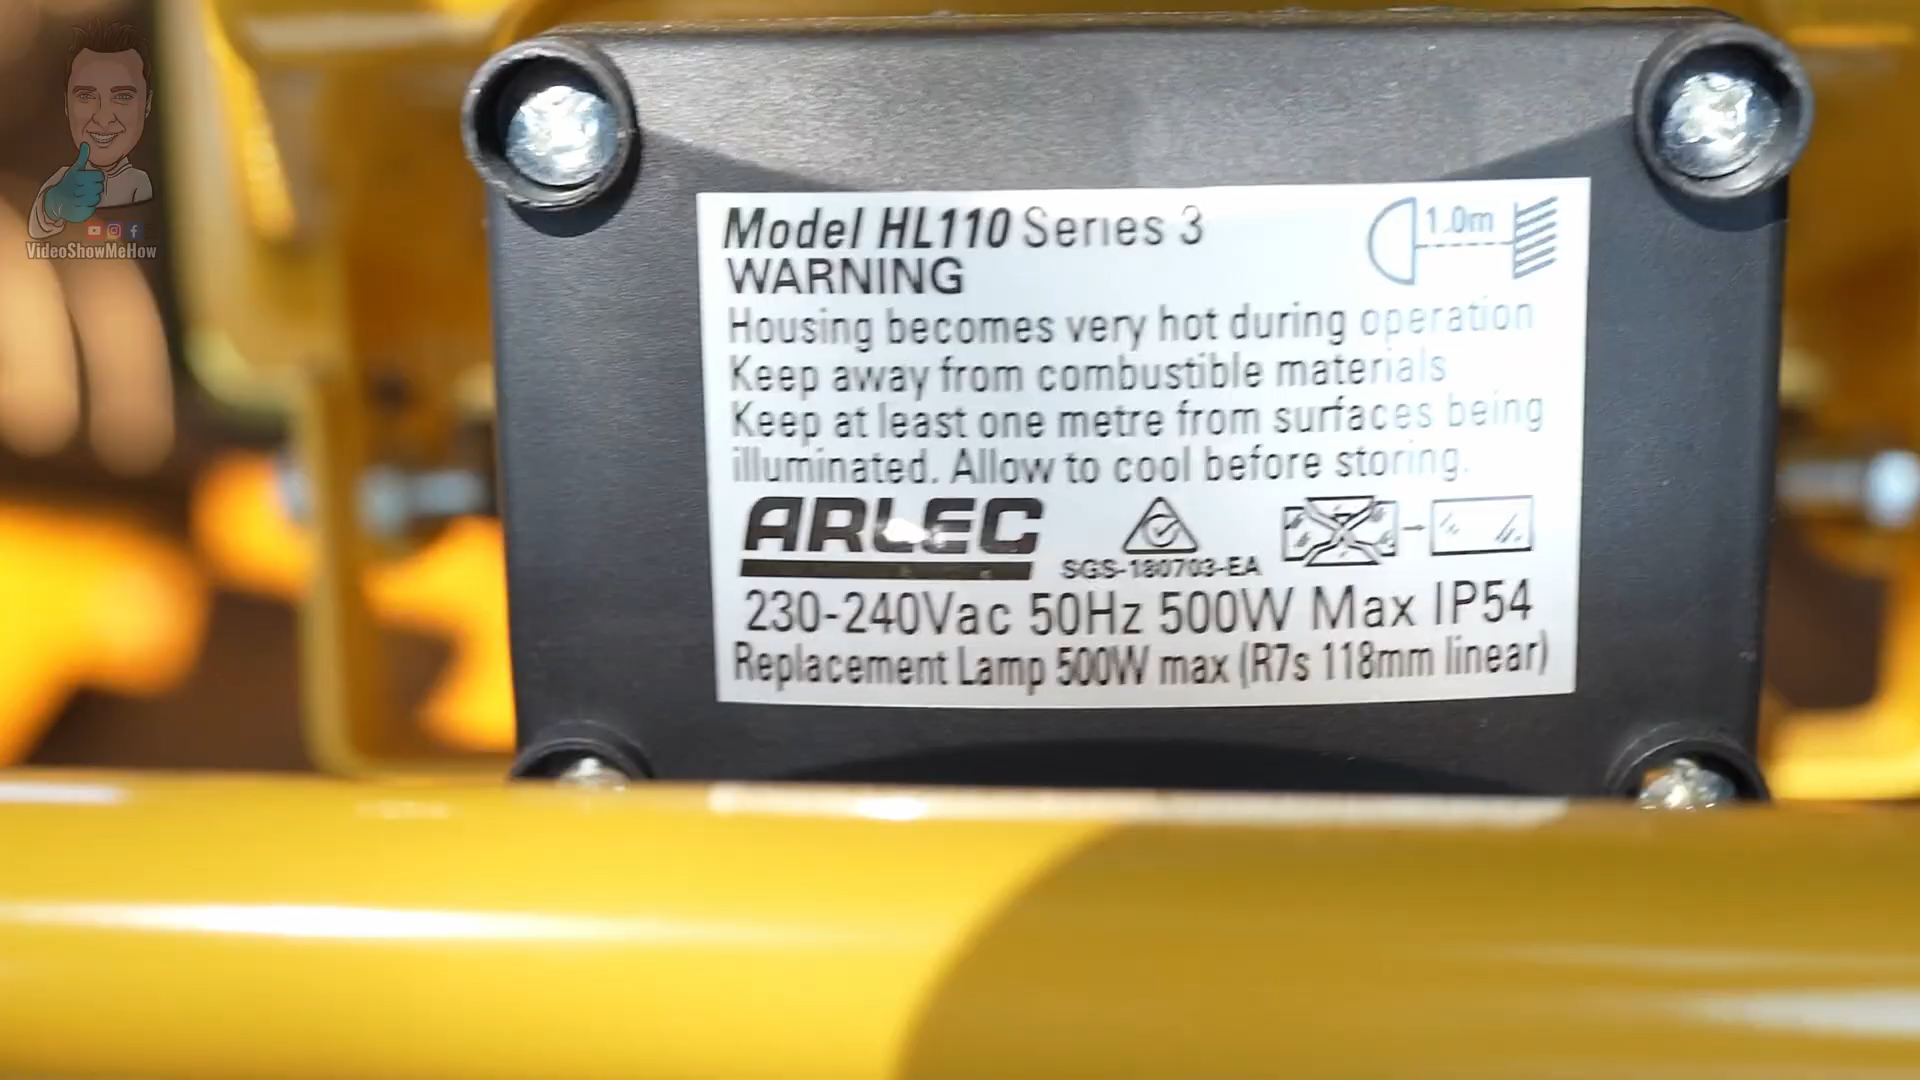 VideoShowMeHow
Model HL110 Series 3
1.0m
WARNING
Housing becomes very hot during operation
Keep away from combustible materials
Keep at least one metre from surfaces being
illuminated. Allow to cool before storing.
ARLEC
SGS-180703-EA
230-240Vac 50Hz 500W Max IP54
Replacement Lamp 500W max (R7s 118mm linear)